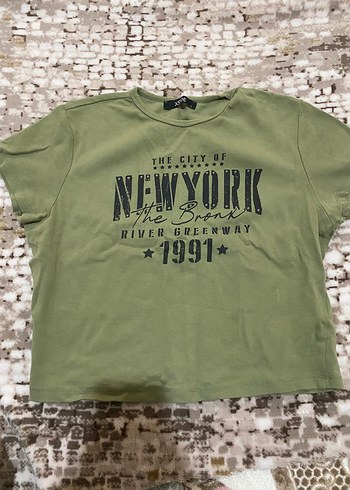 THE CITY OF
NEWYORK
The Bronx
RIVER GREENWAY
★1991★